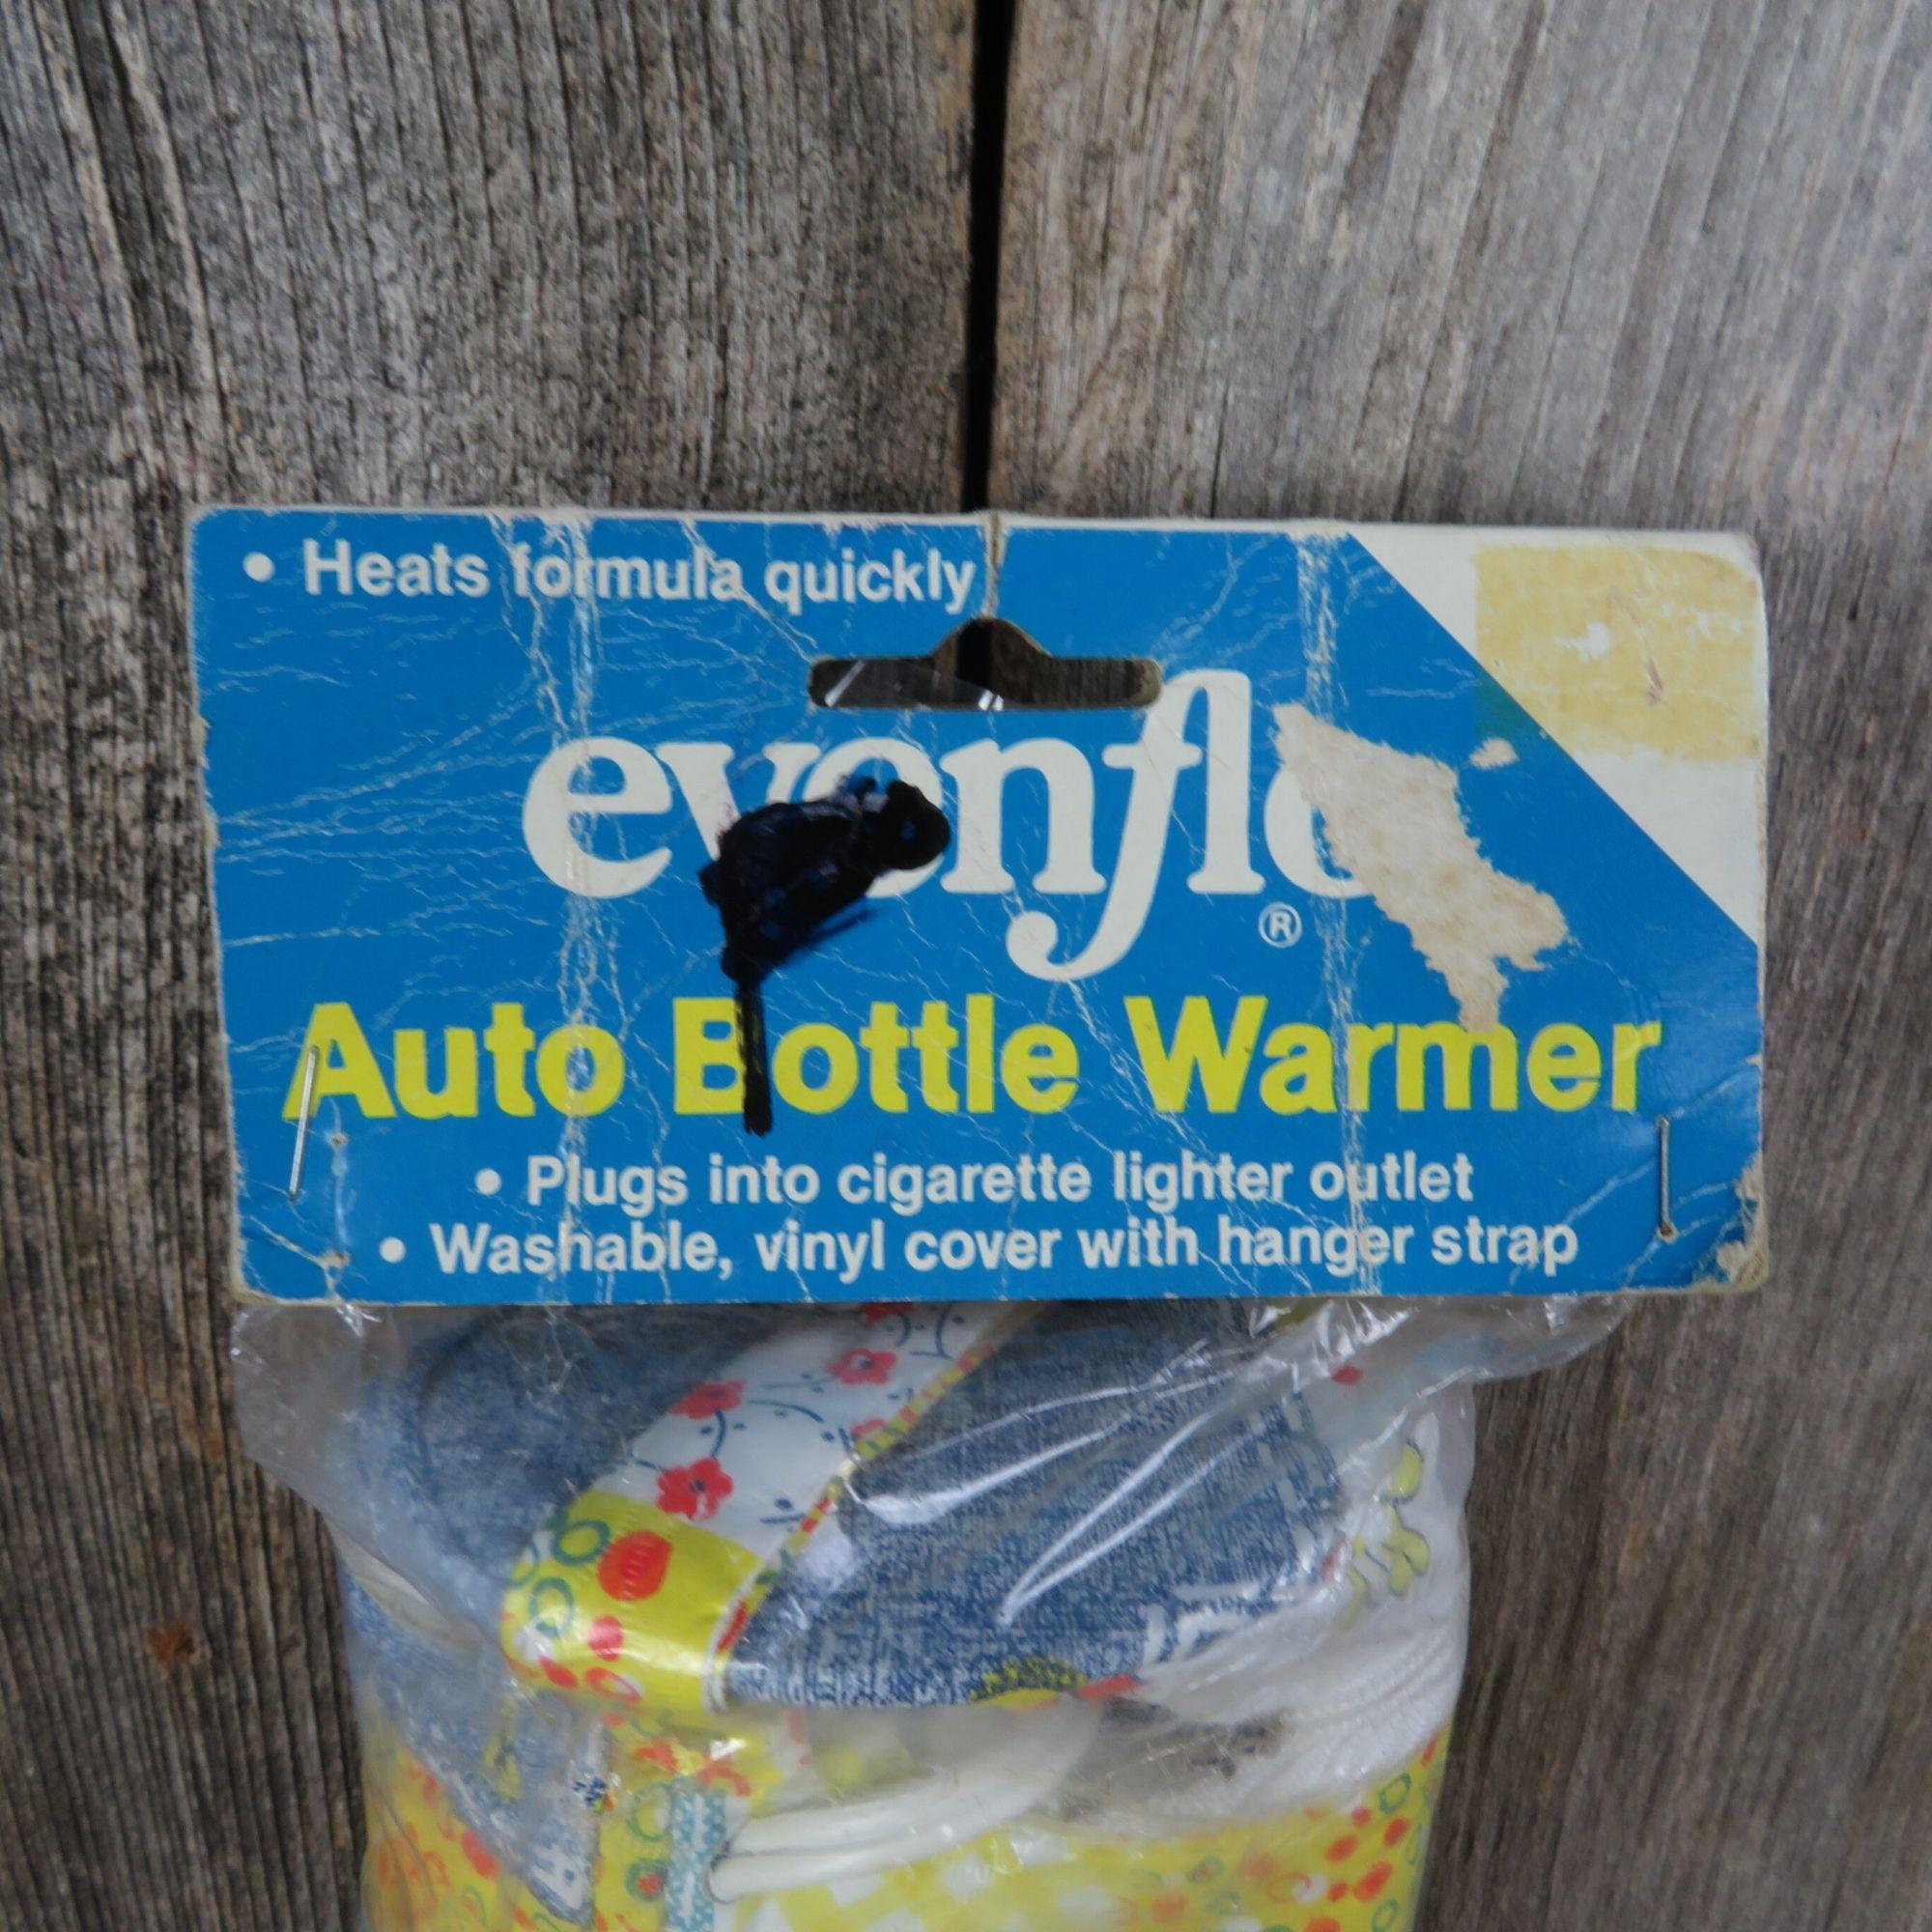 • Heats formula quickly
evenflo
®
Auto Bottle Warmer
• Plugs into cigarette lighter outlet
• Washable, vinyl cover with hanger strap